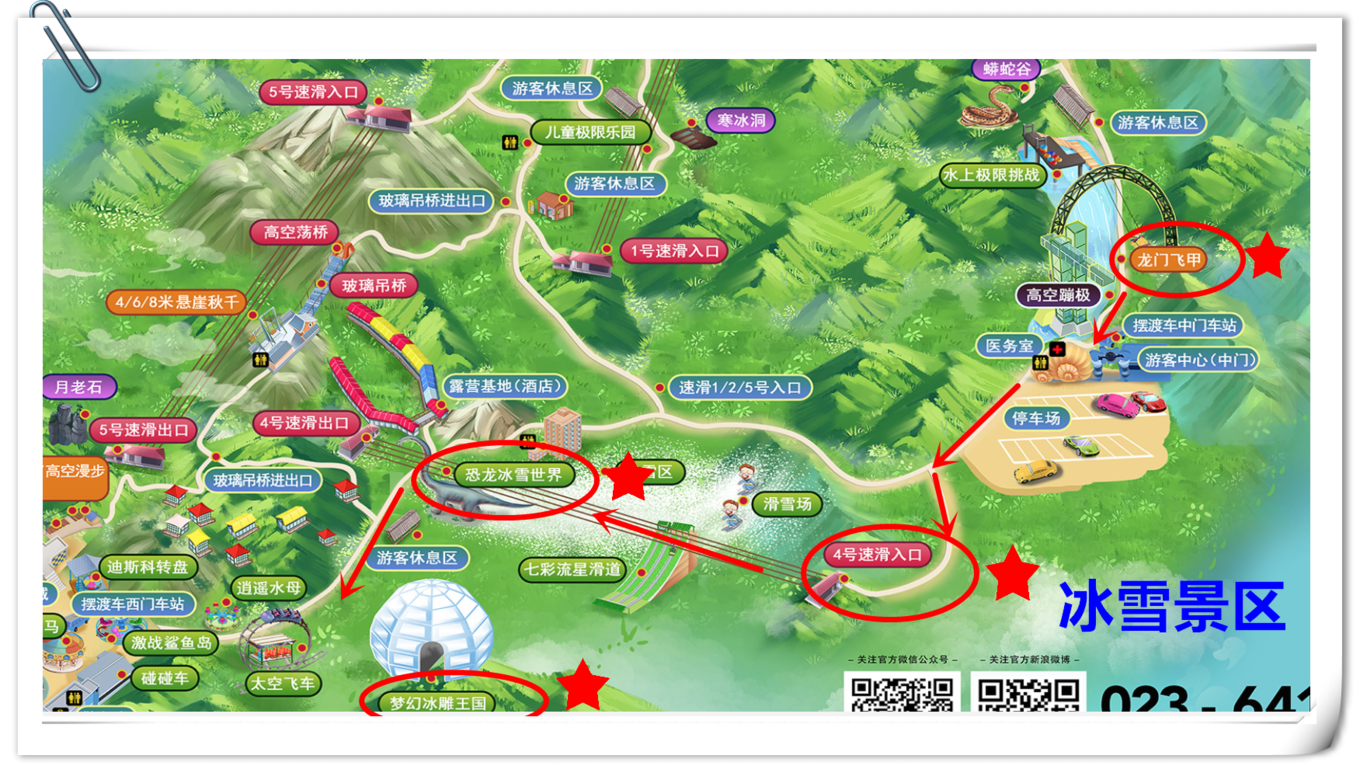 蟒蛇谷
5号速滑入口
游客休息区
寒冰洞
游客休息区
儿童极限乐园
水上极限挑战
游客休息区
玻璃吊桥进出口
高空荡桥
1号速滑入口
龙门飞甲
玻璃吊桥
高空蹦极
4/6/8米悬崖秋千
摆渡车中门车站
医务室
游客中心(中门)
月老石
露营基地(酒店)
速滑1/2/5号入口
5号速滑出口
4号速滑出口
停车场
高空漫步
玻璃吊桥进出口
恐龙冰雪世界
雪区
滑雪场
游客休息区
4号速滑入口
迪斯科转盘
七彩流星滑道
逍遥水母
摆渡车西门车站
冰雪景区
马
激战鲨鱼岛
碰碰车
太空飞车
梦幻冰雕王国
– 关注官方微信公众号 –
– 关注官方新浪微博 –
023 - 641